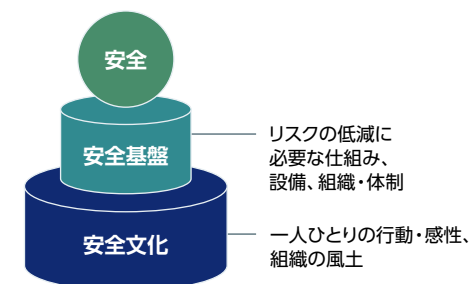 安全
安全基盤
リスクの低減に
必要な仕組み、
設備、組織・体制
安全文化
一人ひとりの行動・感性、
組織の風土